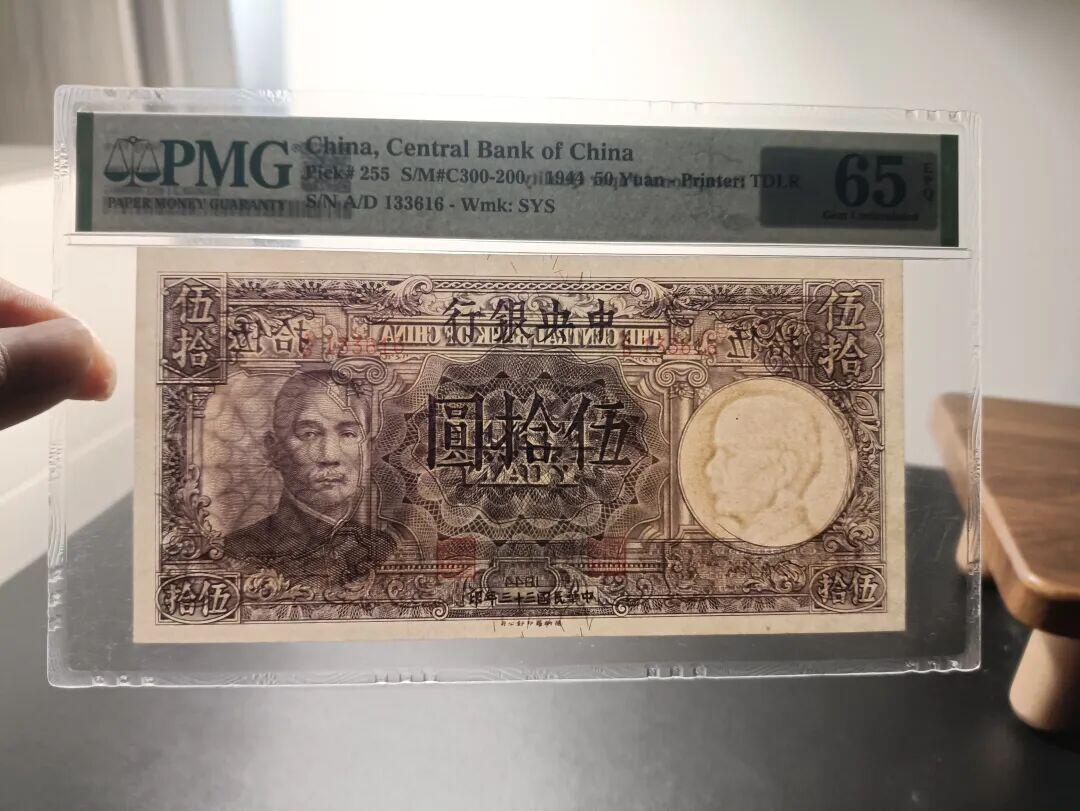 PMG
PAPER MONEY GUARANTY
China, Central Bank of China
Pick# 255 S/M#C300-200, 1944 50 Yuan - Printer: TDLR
S/N A/D 133616 - Wmk: SYS
65
EPQ
Gem Uncirculated
中央銀行
伍拾
伍拾
伍拾圓
中華民國三十三年印
伍拾
伍拾